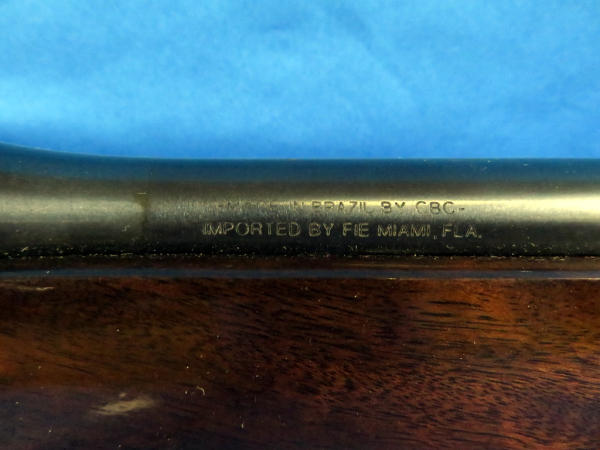 -MADE IN BRAZIL BY CBC-
IMPORTED BY FIE MIAMI, FLA.